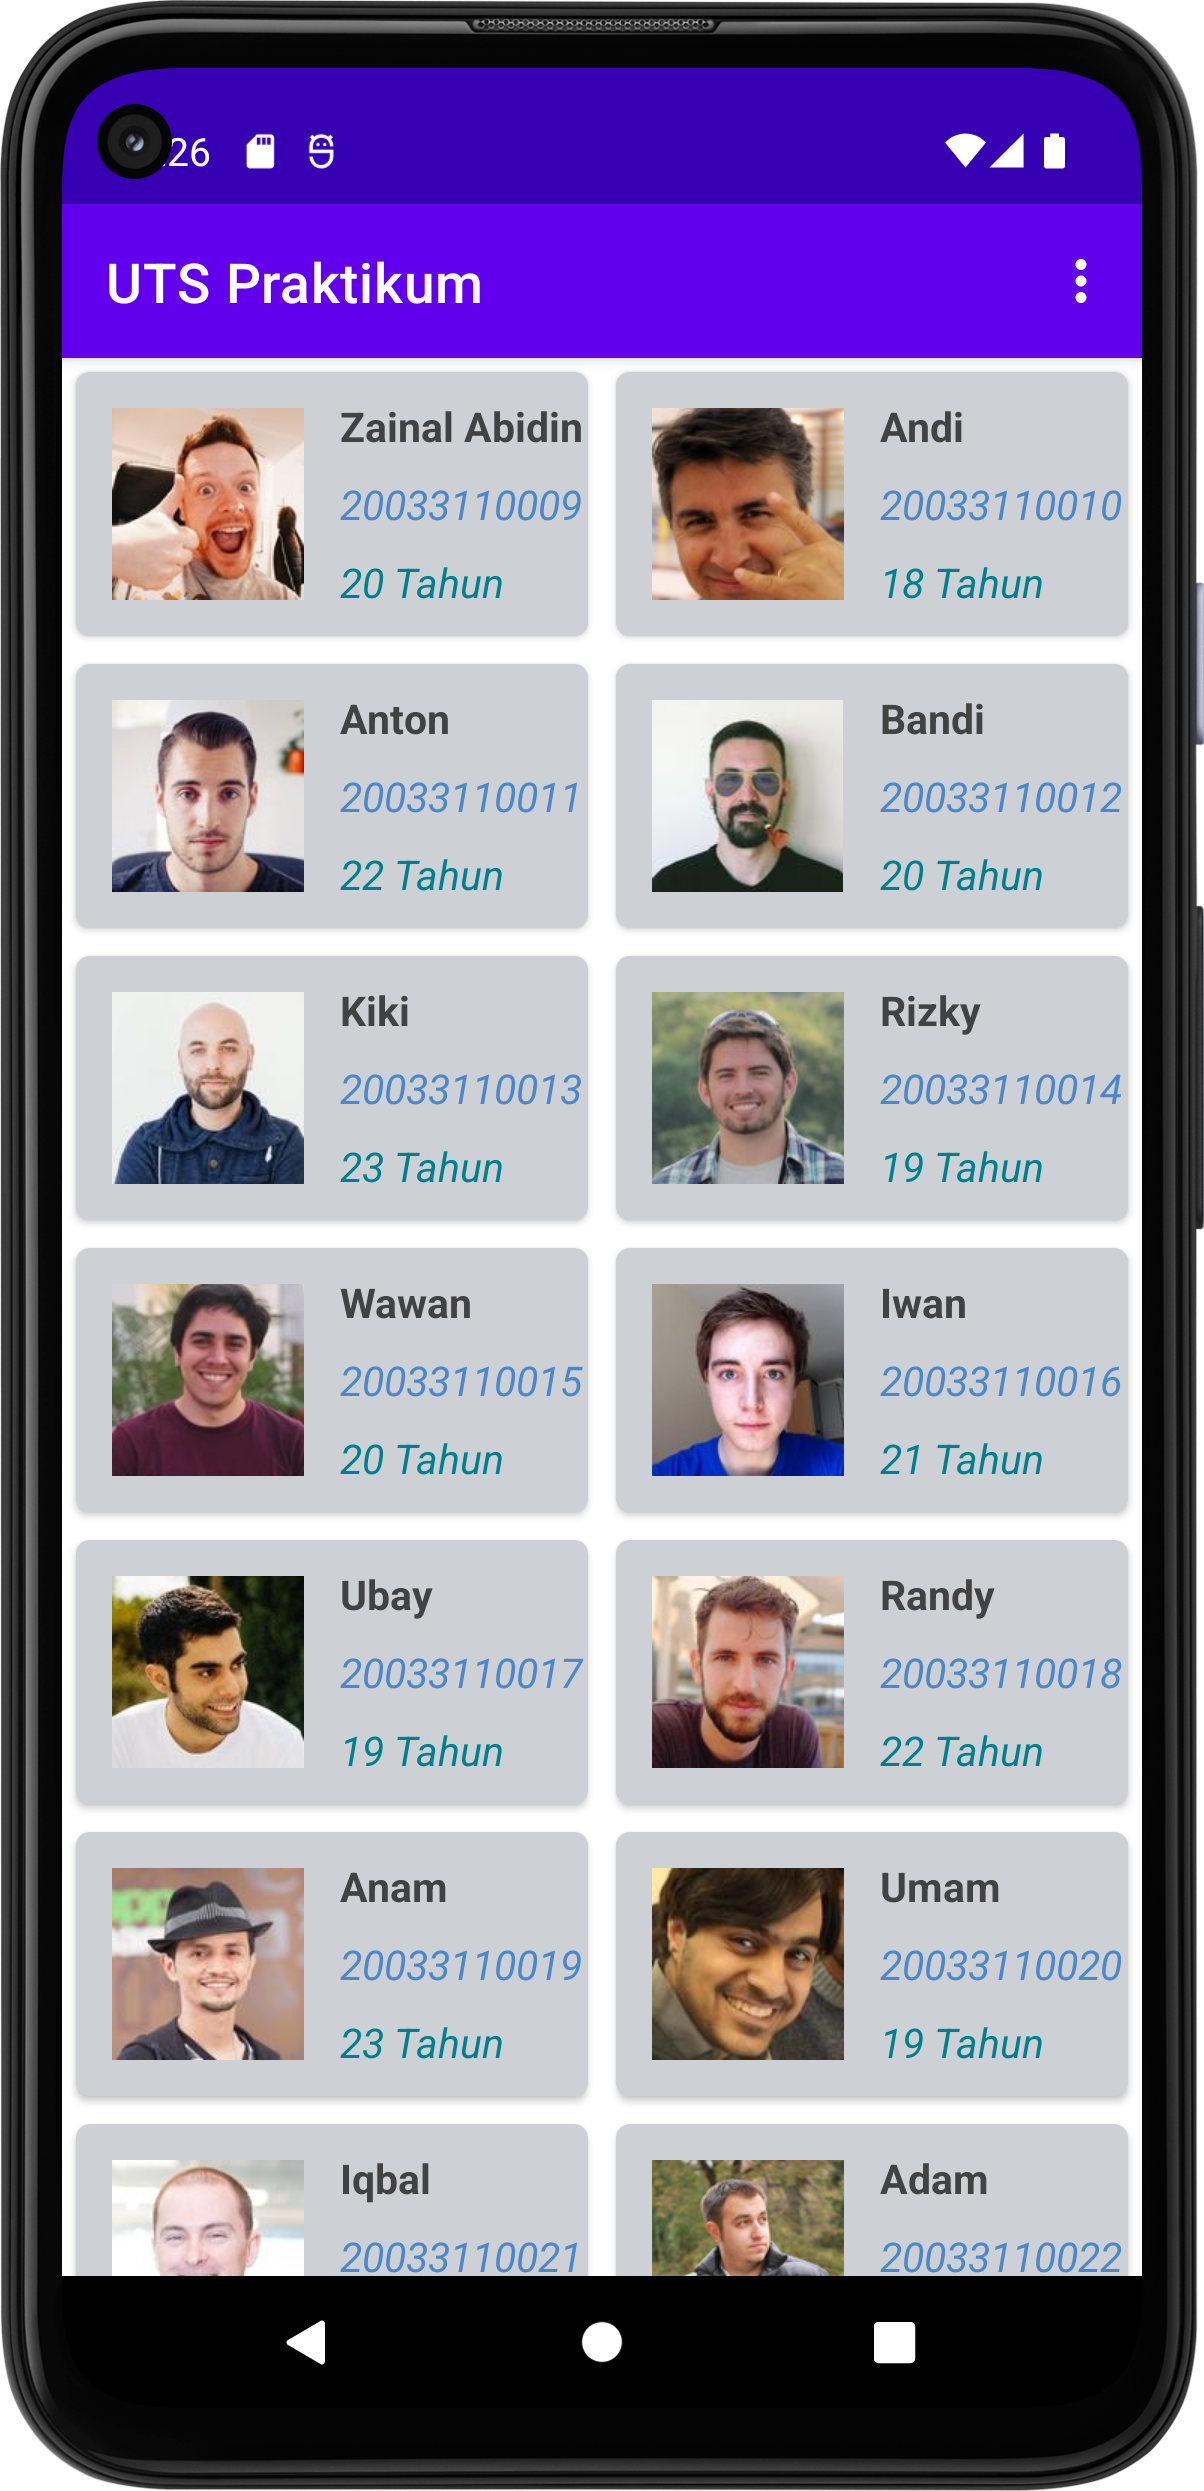 26
UTS Praktikum
Zainal Abidin
20033110009
20 Tahun
Andi
20033110010
18 Tahun
Anton
20033110011
22 Tahun
Bandi
20033110012
20 Tahun
Kiki
20033110013
23 Tahun
Rizky
20033110014
19 Tahun
Wawan
20033110015
20 Tahun
Iwan
20033110016
21 Tahun
Ubay
20033110017
19 Tahun
Randy
20033110018
22 Tahun
Anam
20033110019
23 Tahun
Umam
20033110020
19 Tahun
Iqbal
20033110021
Adam
20033110022